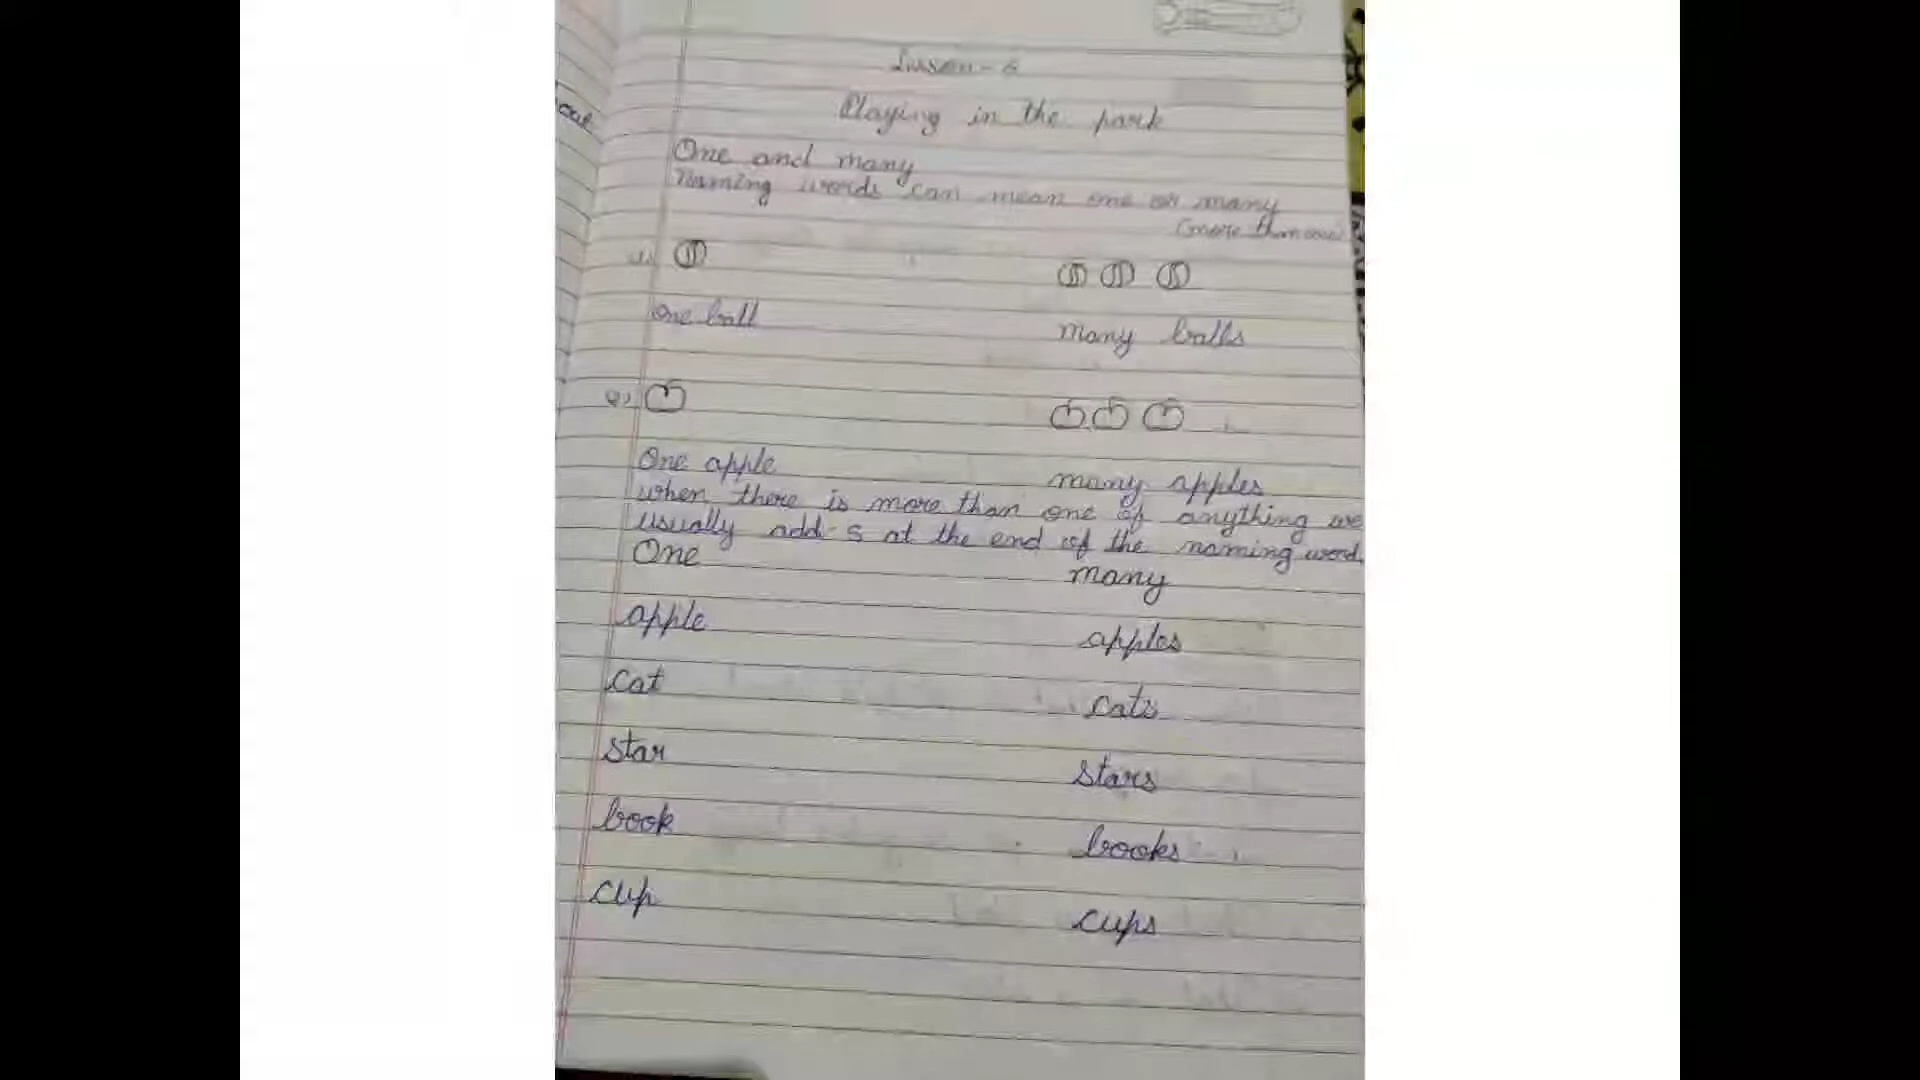 Lesson - 6
Playing in the park
One and many
Naming words can mean one or many
(more than one)
1) 
One ball many balls
2)
One apple many apples
when there is more than one of anything we
usually add s at the end of the naming word.
One many
apple apples
cat cats
star stars
book books
cup cups